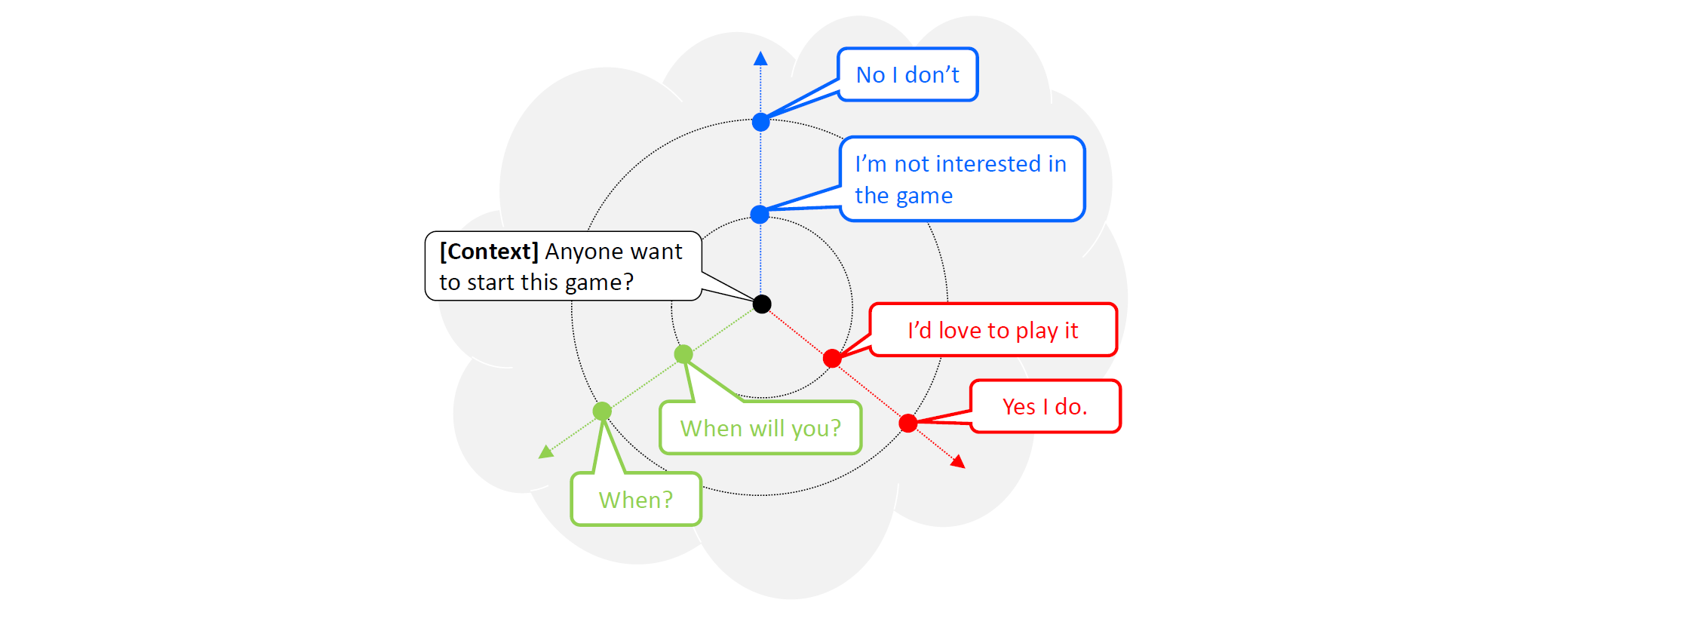 No I don’t
I’m not interested in
the game
[Context] Anyone want
to start this game?
I’d love to play it
Yes I do.
When will you?
When?